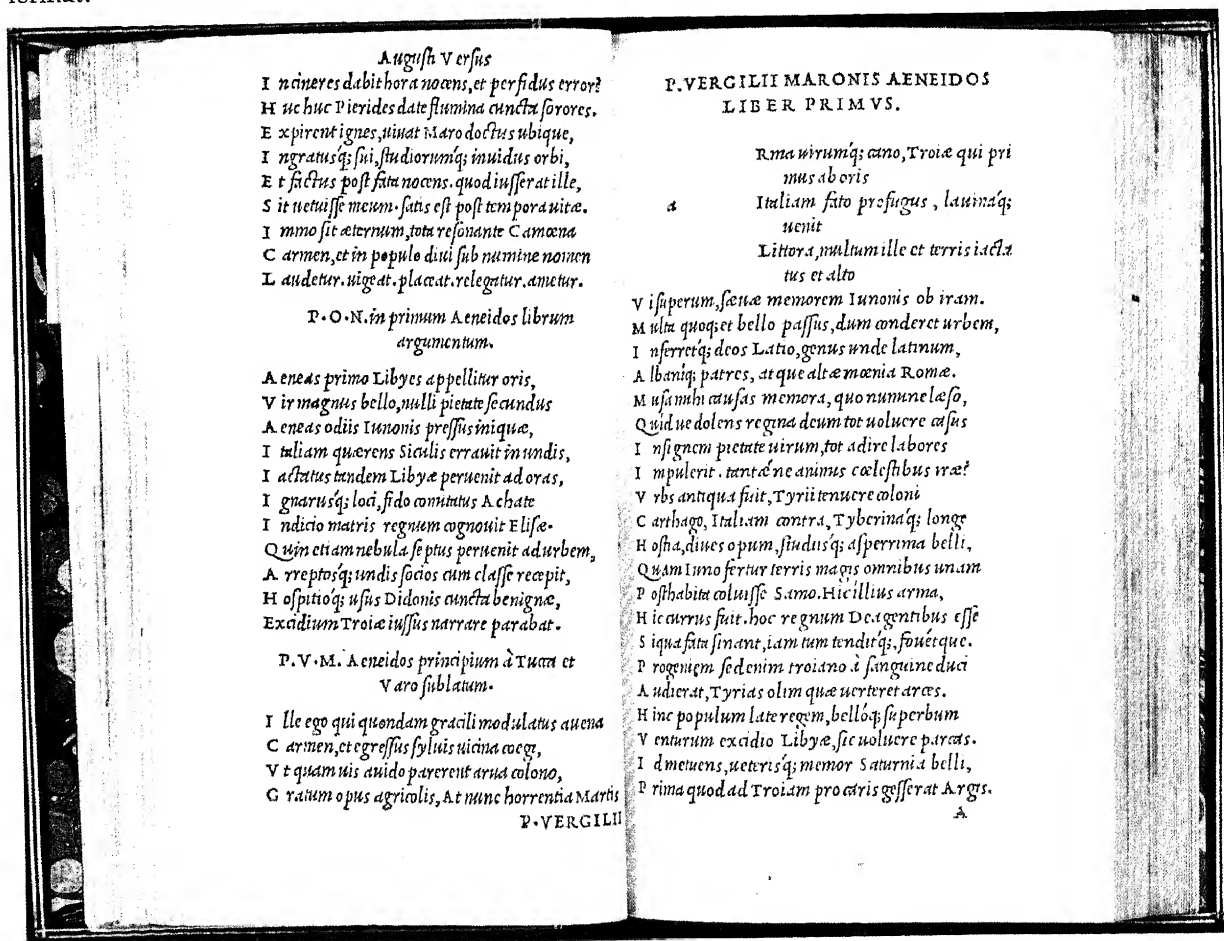 format.
Augusti Versus
I n cineres dabit hora nocens, et perfidus error?
H uc huc Pierides date flumina cuncta sorores.
E xpirent ignes, uiuat Maro doctus ubique,
I ngratusq́; sui, studiorumq́; inuidus orbi,
E t factus post fata nocens. quod iusserat ille,
S it uetuisse meum. satis est post tempora uitæ.
I mmo sit æternum, tota resonante Camœna
C armen, et in populo diui sub numine nomen
L audetur. uigeat. placeat. relegatur. ametur.
P. O. N. in primum Aeneidos librum
argumentum.
A eneas primo Libyes appellitur oris,
V ir magnus bello, nulli pietate secundus
A eneas odiis Iunonis pressus iniquæ,
I taliam quærens Siculis errauit in undis,
I actatus tandem Libyæ peruenit ad oras,
I gnarusq́; loci, fido comitatus Achate
I ndicio matris regnum cognouit Elisæ.
Q uin etiam nebula septus peruenit ad urbem,
A rreptosq́; undis socios cum classe recepit,
H ospitioq́; usus Didonis cuncta benignæ,
Excidium Troiæ iussus narrare parabat.
P. V. M. Aeneidos principium à Tucca et
Varo sublatum.
I lle ego qui quondam gracili modulatus auena
C armen, et egressus syluis uicina coegi,
V t quam uis auido parerent arua colono,
G ratum opus agricolis, At nunc horrentia Martis
P. VERGILII
P. VERGILII MARONIS AENEIDOS
LIBER PRIMVS.
a Rma uirumq́; cano, Troiæ qui pri
mus ab oris
Italiam fato profugus, lauinaq́;
uenit
Littora, multum ille et terris iacta
tus et alto
V i superum, sæuæ memorem Iunonis ob iram.
M ulta quoq; et bello passus, dum conderet urbem,
I nferretq́; deos Latio, genus unde latinum,
A lbaniq; patres, at que altæ mœnia Romæ.
M usa mihi causas memora, quo numine læso,
Q uid ue dolens regina deum tot uoluere casus
I nsignem pietate uirum, tot adire labores
I mpulerit. tantæ ne animus cœlestibus iræ?
V rbs antiqua fuit, Tyrii tenuere coloni
C arthago, Italiam contra, Tyberinaq́; longe
H ostia, diues opum, studiisq́; asperrima belli,
Q uam Iuno fertur terris magis omnibus unam
P osthabita coluisse Samo. Hic illius arma,
H ic currus fuit. hoc regnum Dea gentibus esse
S iqua fata sinant, iam tum tenditq́;, fouétque.
P rogeniem sed enim troiano à sanguine duci
A udierat, Tyrias olim quæ uerteret arces.
H inc populum late regem, bellóq; superbum
V enturum excidio Libyæ, sic uoluere parcas.
I d metuens, ueterisq́; memor Saturnia belli,
P rima quod ad Troiam pro caris gesserat Argis.
A